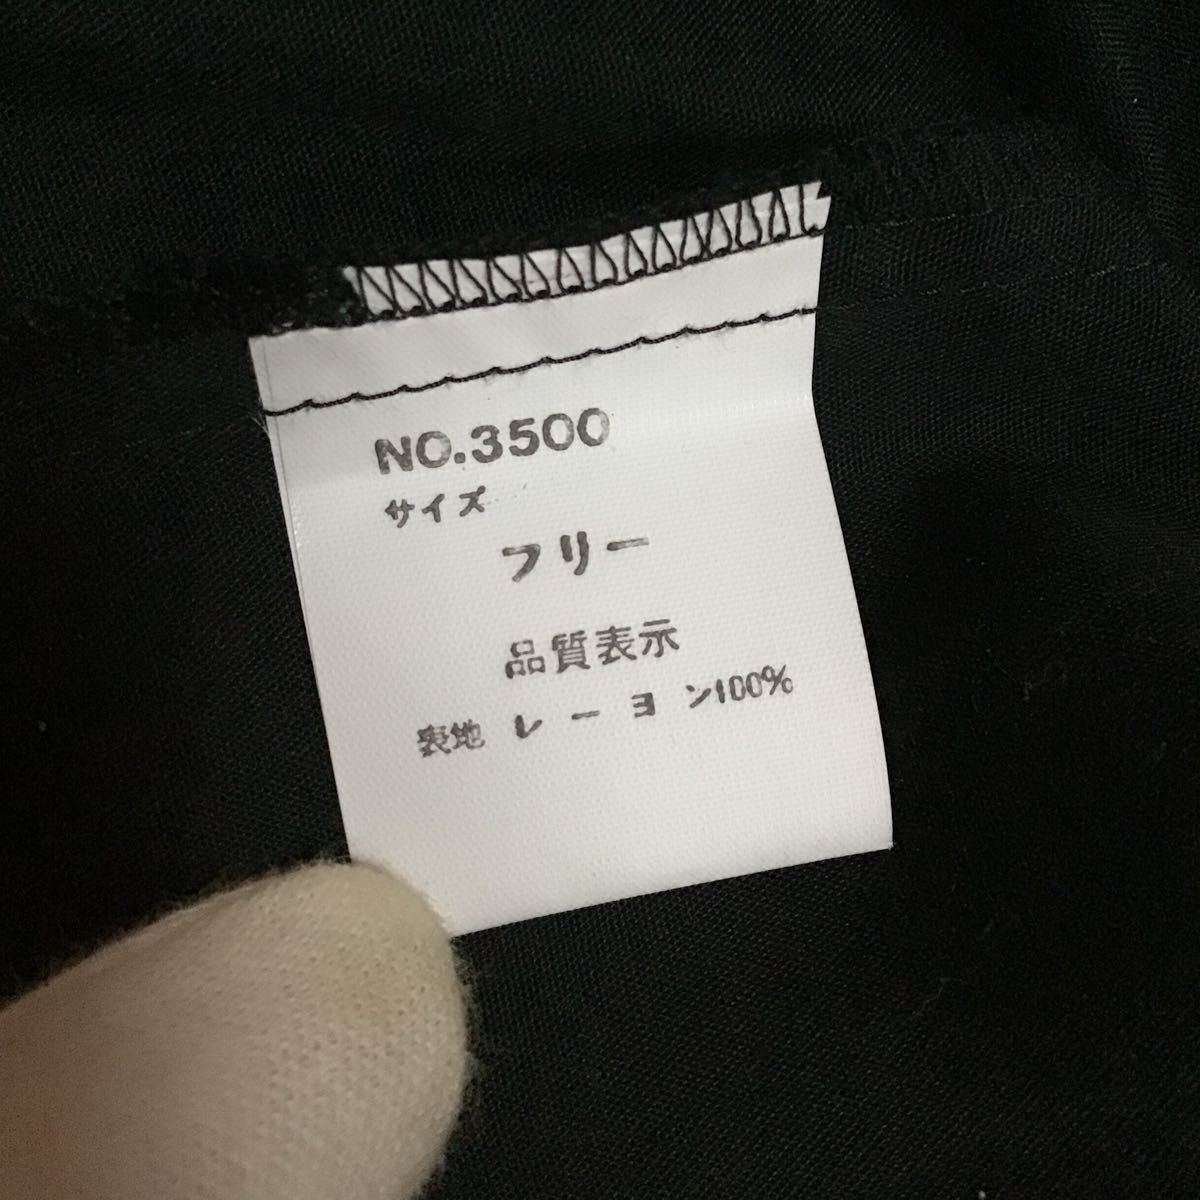 NO.3500
サイズ
フリー
品質表示
表地 レーヨン100%